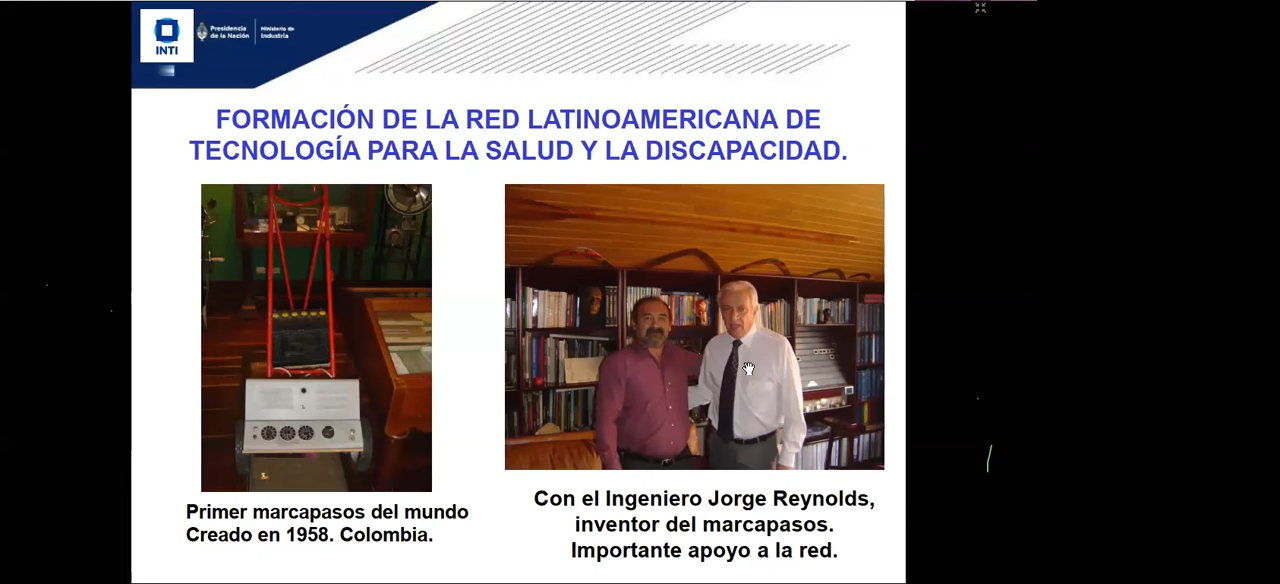 INTI
Presidencia
de la Nación
Ministerio de
Industria
FORMACIÓN DE LA RED LATINOAMERICANA DE
TECNOLOGÍA PARA LA SALUD Y LA DISCAPACIDAD.
Primer marcapasos del mundo
Creado en 1958. Colombia.
Con el Ingeniero Jorge Reynolds,
inventor del marcapasos.
Importante apoyo a la red.